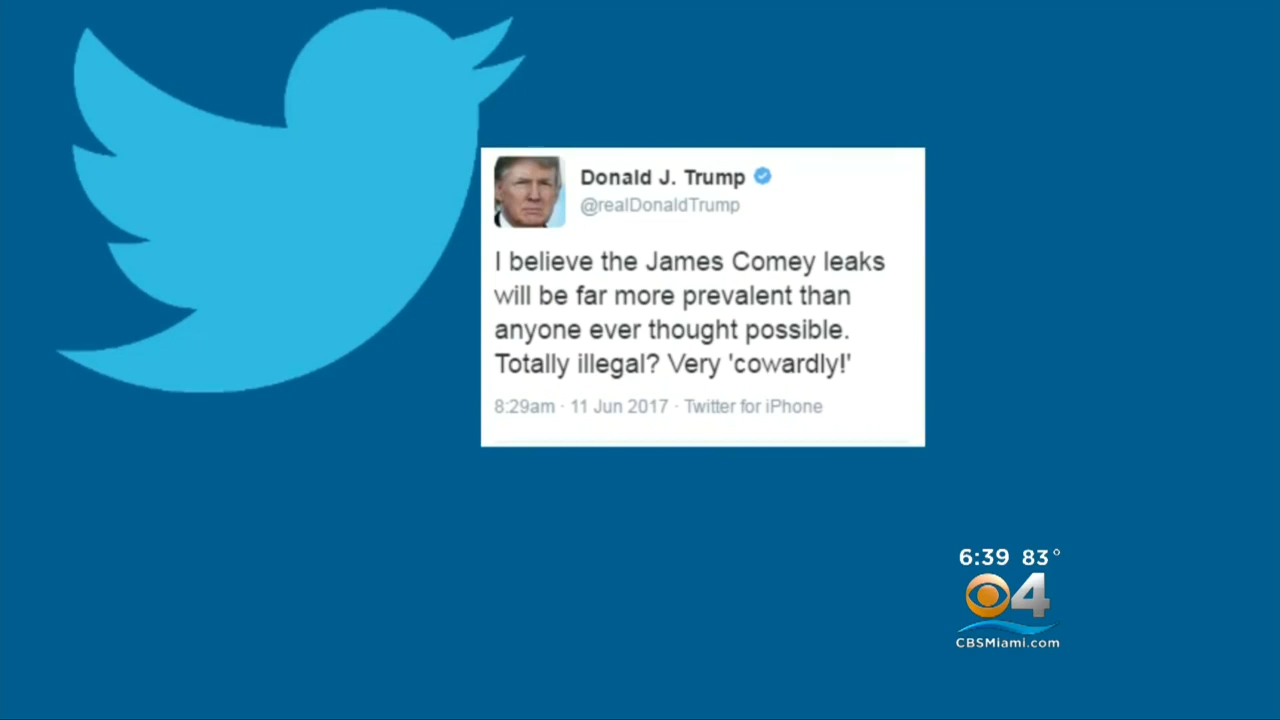 Donald J. Trump
@realDonaldTrump
I believe the James Comey leaks
will be far more prevalent than
anyone ever thought possible.
Totally illegal? Very 'cowardly!'
8:29am · 11 Jun 2017 · Twitter for iPhone
6:39 83°
4
CBSMiami.com